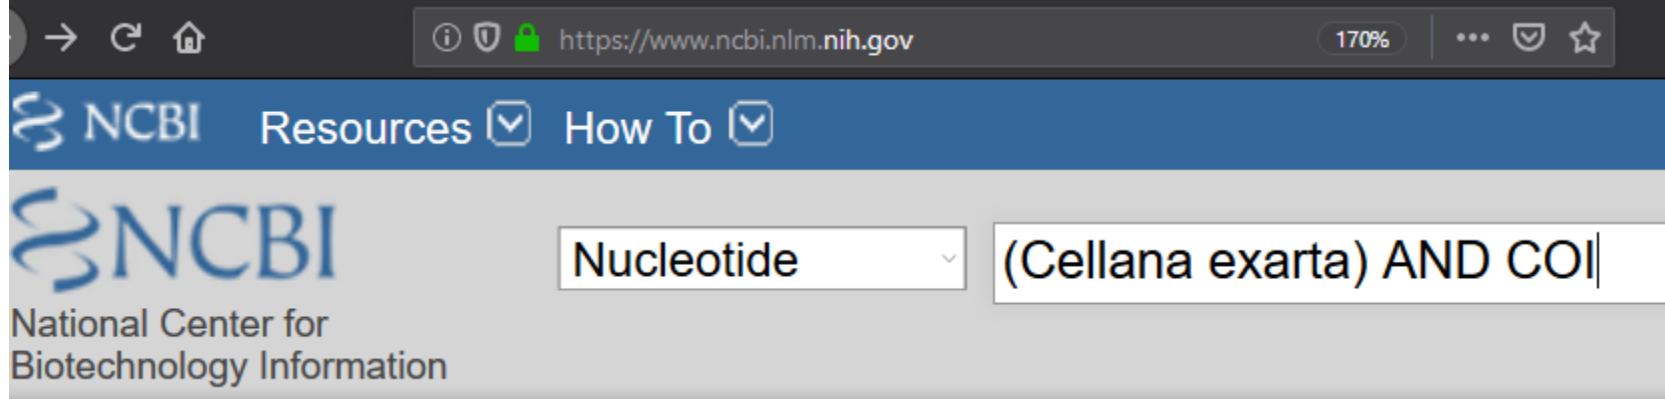 https://www.ncbi.nlm.nih.gov 170%
NCBI Resources How To
NCBI
National Center for
Biotechnology Information
Nucleotide
(Cellana exarta) AND COI